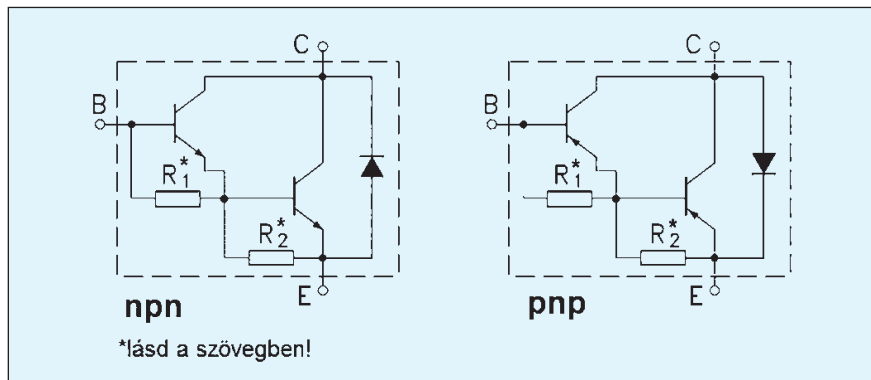 C
B
R1*
R2*
E
npn
*lásd a szövegben!
C
B
R1*
R2*
E
pnp